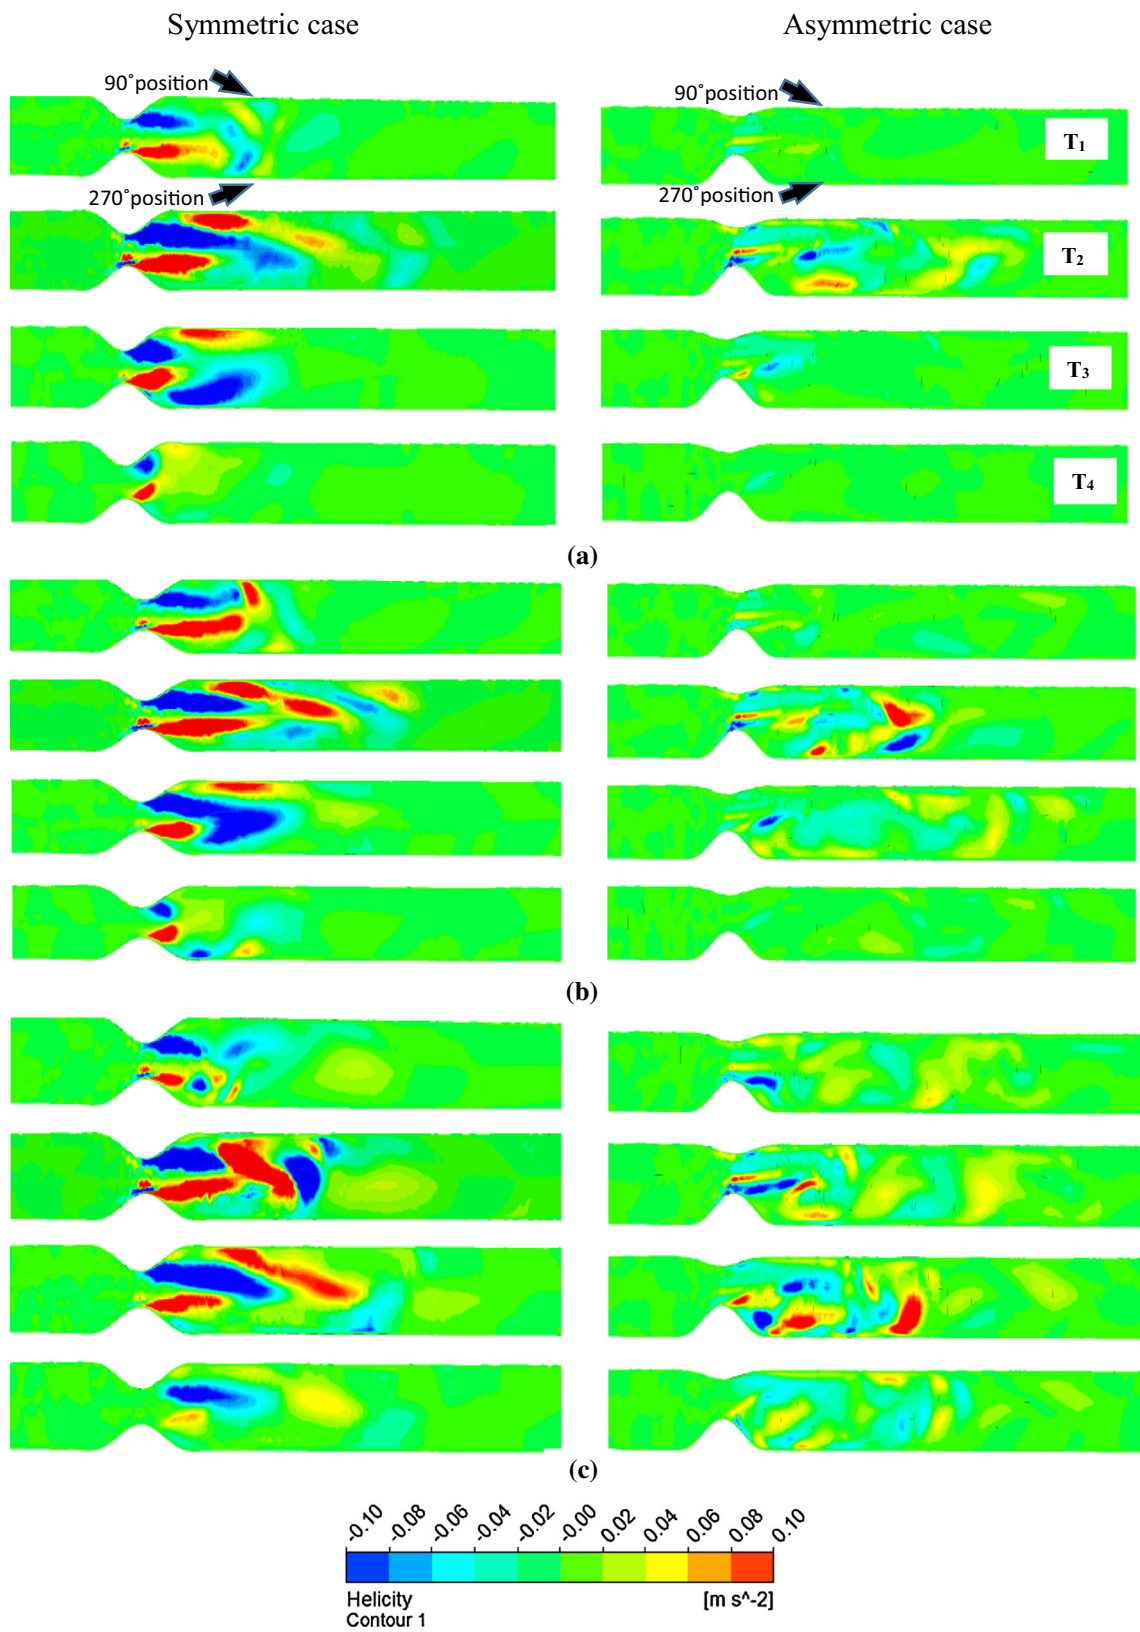 Symmetric case
Asymmetric case
90°position
90°position
T1
270°position
270°position
T2
T3
T4
(a)
(b)
(c)
-0.10
-0.08
-0.06
-0.04
-0.02
-0.00
0.02
0.04
0.06
0.08
0.10
Helicity
[m s^-2]
Contour 1